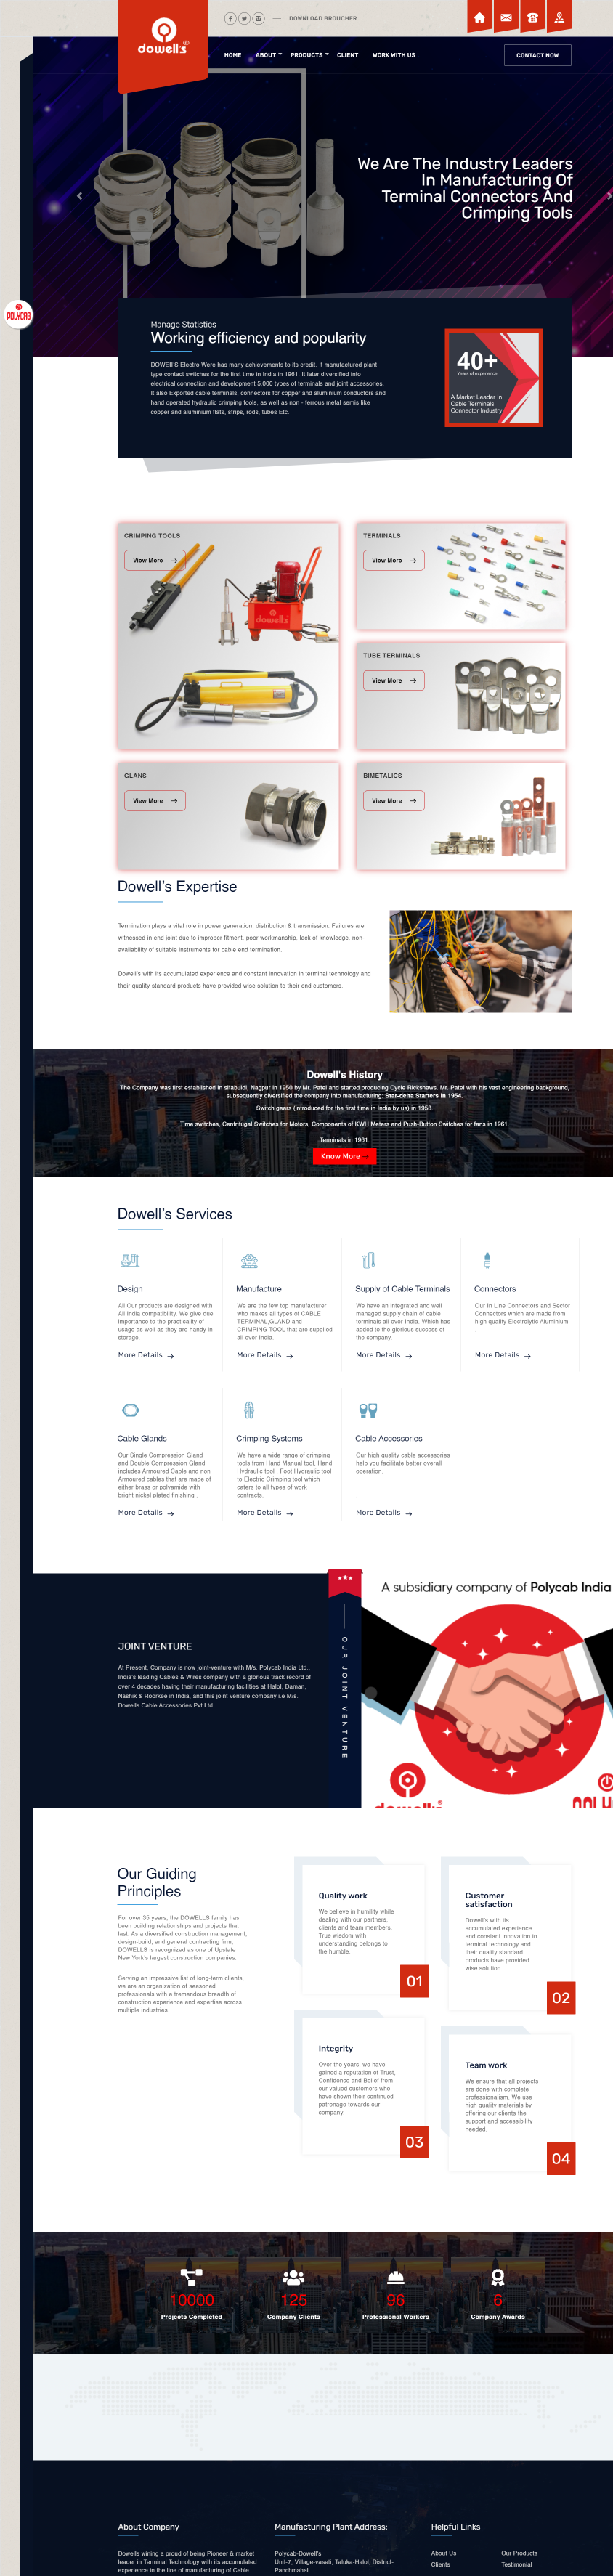 DOWNLOAD BROUCHER
dowell's
HOME ABOUT PRODUCTS CLIENT WORK WITH US
CONTACT NOW
We Are The Industry Leaders
In Manufacturing Of
Terminal Connectors And
Crimping Tools
POLYCAB
Manage Statistics
Working efficiency and popularity
DOWEll'S Electro Were has many achievements to its credit. It manufactured plant
type contact switches for the first time in India in 1961. It later diversified into
electrical connection and development 5,000 types of terminals and joint accessories.
It also Exported cable terminals, connectors for copper and aluminium conductors and
hand operated hydraulic crimping tools, as well as non - ferrous metal semis like
copper and aluminium flats, strips, rods, tubes Etc.
40+
Years of experience
A Market Leader In
Cable Terminals
Connector Industry
CRIMPING TOOLS
View More
dowell's
TERMINALS
View More
TUBE TERMINALS
View More
GLANS
View More
BIMETALICS
View More
Dowell's Expertise
Termination plays a vital role in power generation, distribution & transmission. Failures are
witnessed in end joint due to improper fitment, poor workmanship, lack of knowledge, non-
availability of suitable instruments for cable end termination.
Dowell's with its accumulated experience and constant innovation in terminal technology and
their quality standard products have provided wise solution to their end customers.
Dowell's History
The Company was first established in sitabuldi, Nagpur in 1950 by Mr. Patel and started producing Cycle Rickshaws. Mr. Patel with his vast engineering background,
subsequently diversified the company into manufacturing: Star-delta Starters in 1954.
Switch gears (introduced for the first time in India by us) in 1958.
Time switches, Centrifugal Switches for Motors, Components of KWH Meters and Push-Button Switches for fans in 1961.
Terminals in 1961.
Know More
Dowell's Services
Design
All Our products are designed with
All India compatibility. We give due
importance to the practicality of
usage as well as they are handy in
storage.
More Details
Manufacture
We are the few top manufacturer
who makes all types of CABLE
TERMINAL,GLAND and
CRIMPING TOOL that are supplied
all over India.
More Details
Supply of Cable Terminals
We have an integrated and well
managed supply chain of cable
terminals all over India. Which has
added to the glorious success of
the company.
More Details
Connectors
Our In Line Connectors and Sector
Connectors which are made from
high quality Electrolytic Aluminium
More Details
Cable Glands
Our Single Compression Gland
and Double Compression Gland
includes Armoured Cable and non
Armoured cables that are made of
either brass or polyamide with
bright nickel plated finishing
More Details
Crimping Systems
We have a wide range of crimping
tools from Hand Manual tool, Hand
Hydraulic tool , Foot Hydraulic tool
to Electric Crimping tool which
caters to all types of work
contracts.
More Details
Cable Accessories
Our high quality cable accessories
help you facilitate better overall
operation
More Details
JOINT VENTURE
At Present, Company is now joint-venture with M/s. Polycab India Ltd.,
India's leading Cables & Wires company with a glorious track record of
over 4 decades having their manufacturing facilities at Halol, Daman,
Nashik & Roorkee in India, and this joint venture company i.e M/s.
Dowells Cable Accessories Pvt Ltd.
OUR JOINT VENTURE
A subsidiary company of Polycab India
Our Guiding
Principles
For over 35 years, the DOWELLS family has
been building relationships and projects that
last. As a diversified construction management,
design-build, and general contracting firm,
DOWELLS is recognized as one of Upstate
New York's largest construction companies.
Serving an impressive list of long-term clients,
we are an organization of seasoned
professionals with a tremendous breadth of
construction experience and expertise across
multiple industries.
Quality work
We believe in humility while
dealing with our partners,
clients and team members.
True wisdom with
understanding belongs to
the humble.
01
Customer
satisfaction
Dowell's with its
accumulated experience
and constant innovation in
terminal technology and
their quality standard
products have provided
wise solution.
02
Integrity
Over the years, we have
gained a reputation of Trust,
Confidence and Belief from
our valued customers who
have shown their continued
patronage towards our
company.
03
Team work
We ensure that all projects
are done with complete
professionalism. We use
high quality materials by
offering our clients the
support and accessibility
needed.
04
10000
Projects Completed
125
Company Clients
96
Professional Workers
6
Company Awards
About Company
Dowells wining a proud of being Pioneer & market
leader in Terminal Technology with its accumulated
experience in the line of manufacturing of Cable
Manufacturing Plant Address:
Polycab-Dowell's
Unit-7, Village-vaseti, Taluka-Halol, District-
Panchmahal
Helpful Links
About Us Our Products
Clients Testimonial